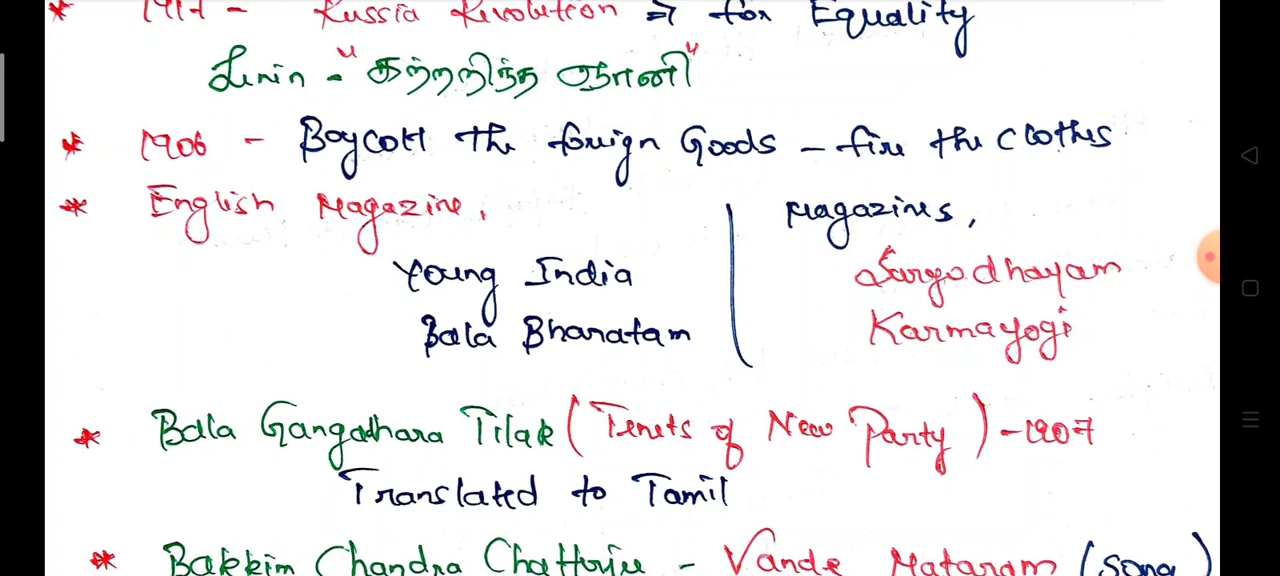 * 1917 - Russia Revolution ⇒ for Equality
லெனின் - "கற்றறிந்த ஞானி"
* 1906 - Boycott the foreign Goods - fire the clothes
* English Magazine,
Young India
Bala Bharatam
Magazines,
Suryodhayam
Karmayogi
* Bala Gangadhara Tilak (Tenets of New Party) - 1907
Translated to Tamil
* Bakkim Chandra Chatterjee - Vande Mataram (song)